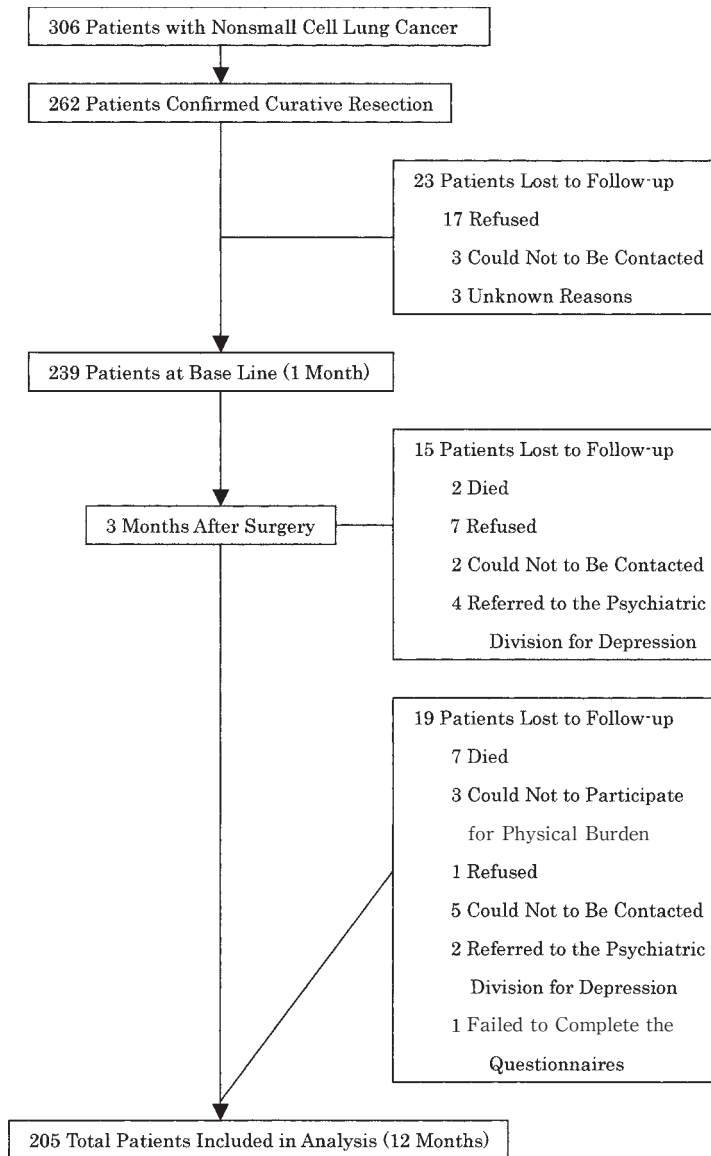 306 Patients with Nonsmall Cell Lung Cancer
262 Patients Confirmed Curative Resection
23 Patients Lost to Follow-up
17 Refused
3 Could Not to Be Contacted
3 Unknown Reasons
239 Patients at Base Line (1 Month)
15 Patients Lost to Follow-up
2 Died
7 Refused
2 Could Not to Be Contacted
4 Referred to the Psychiatric
Division for Depression
3 Months After Surgery
19 Patients Lost to Follow-up
7 Died
3 Could Not to Participate
for Physical Burden
1 Refused
5 Could Not to Be Contacted
2 Referred to the Psychiatric
Division for Depression
1 Failed to Complete the
Questionnaires
205 Total Patients Included in Analysis (12 Months)